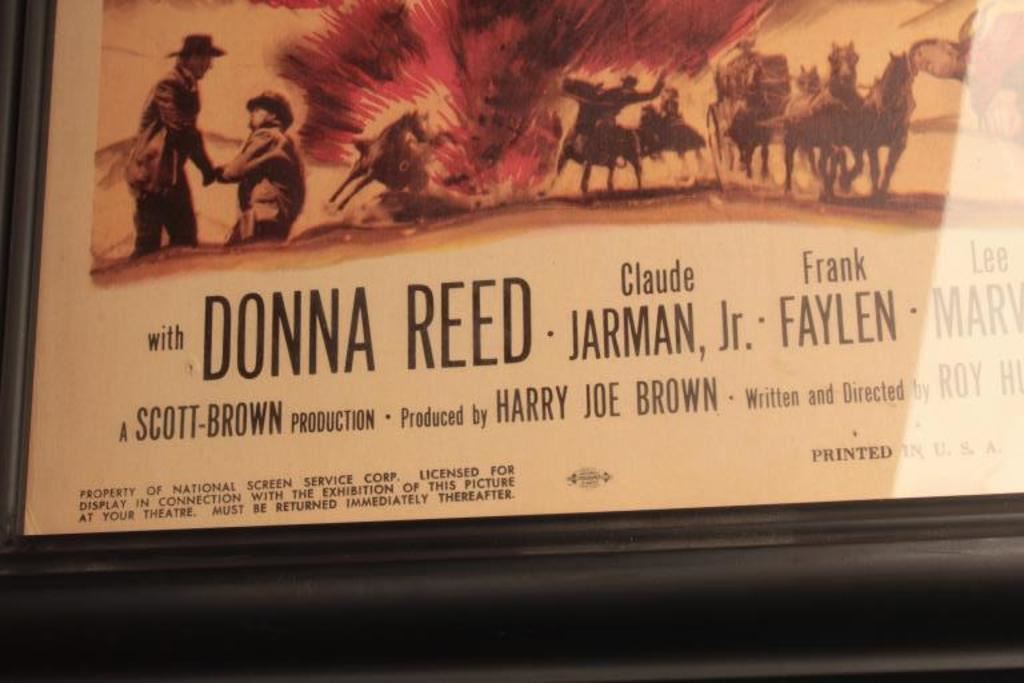 with DONNA REED · Claude JARMAN, Jr. · Frank FAYLEN · Lee
A SCOTT-BROWN PRODUCTION · Produced by HARRY JOE BROWN · Written and Directed by ROY
PRINTED IN U. S. A.
PROPERTY OF NATIONAL SCREEN SERVICE CORP. LICENSED FOR
DISPLAY IN CONNECTION WITH THE EXHIBITION OF THIS PICTURE
AT YOUR THEATRE. MUST BE RETURNED IMMEDIATELY THEREAFTER.